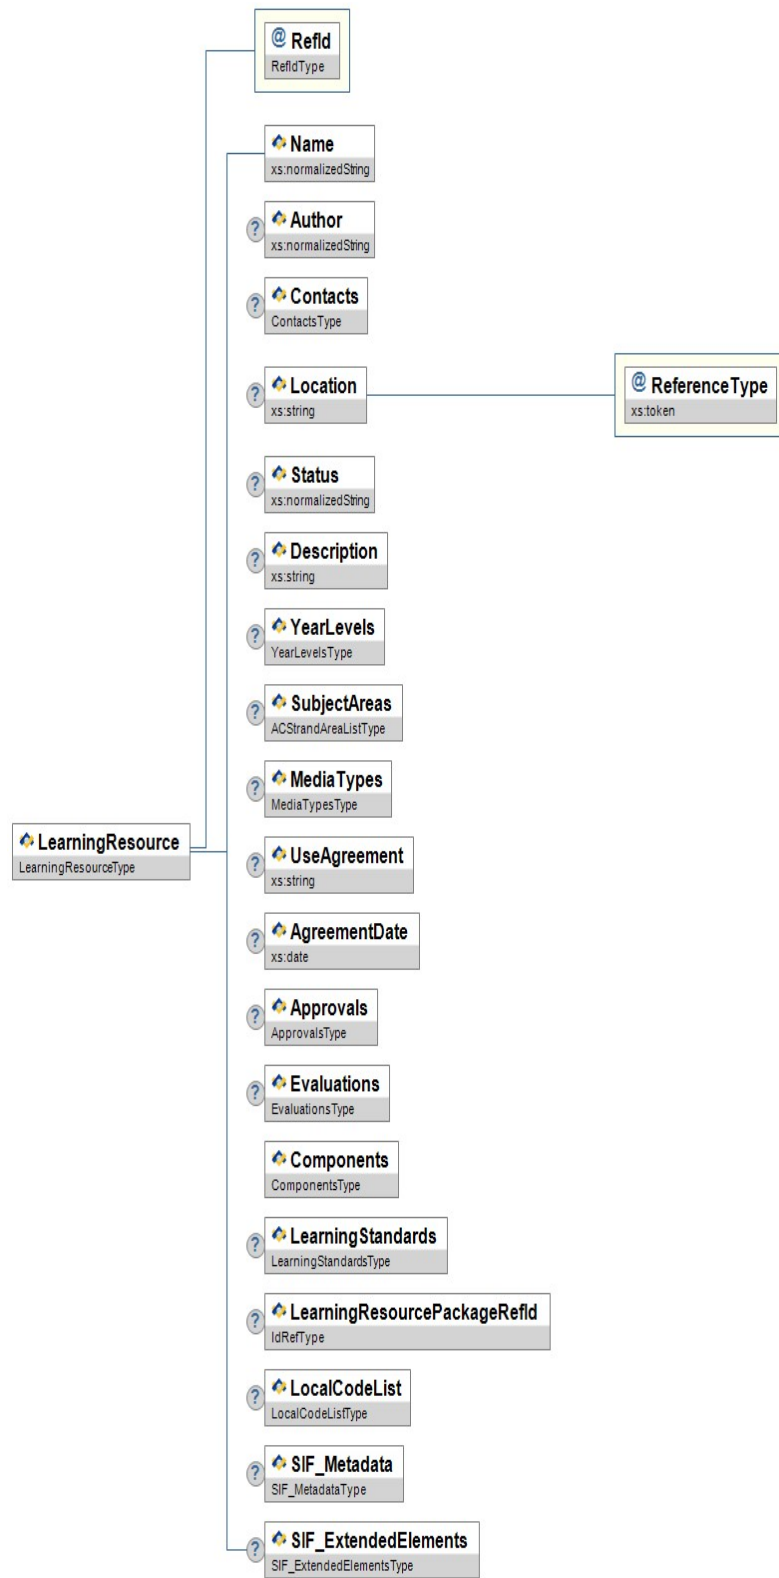 @ RefId
RefIdType
Name
xs:normalizedString
? Author
xs:normalizedString
? Contacts
ContactsType
? Location
xs:string
@ ReferenceType
xs:token
? Status
xs:normalizedString
? Description
xs:string
? YearLevels
YearLevelsType
? SubjectAreas
ACStrandAreaListType
? MediaTypes
MediaTypesType
LearningResource
LearningResourceType
? UseAgreement
xs:string
? AgreementDate
xs:date
? Approvals
ApprovalsType
? Evaluations
EvaluationsType
Components
ComponentsType
? LearningStandards
LearningStandardsType
? LearningResourcePackageRefId
IdRefType
? LocalCodeList
LocalCodeListType
? SIF_Metadata
SIF_MetadataType
? SIF_ExtendedElements
SIF_ExtendedElementsType